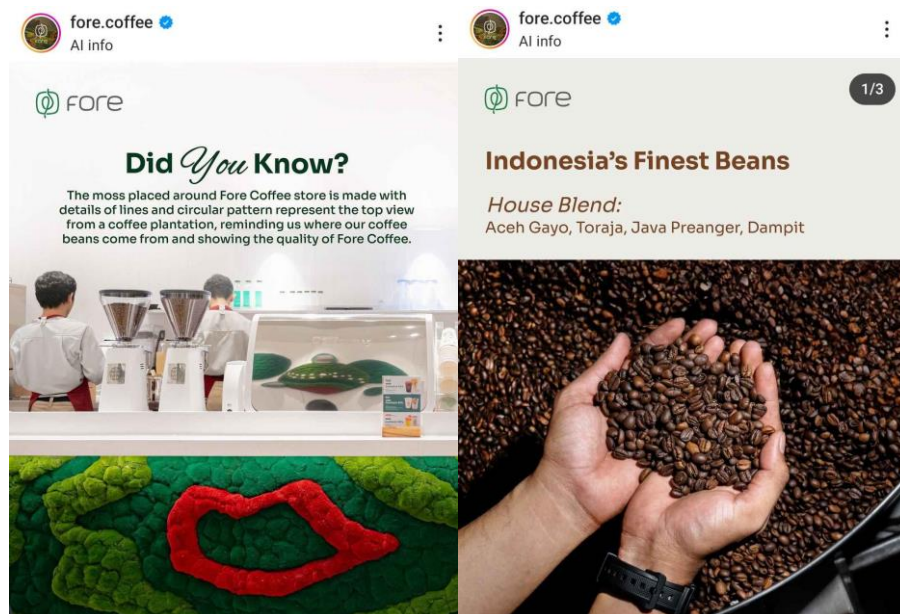 fore.coffee
AI info
FORE
Did You Know?
The moss placed around Fore Coffee store is made with
details of lines and circular pattern represent the top view
from a coffee plantation, reminding us where our coffee
beans come from and showing the quality of Fore Coffee.
fore.coffee
AI info
1/3
FORE
Indonesia's Finest Beans
House Blend:
Aceh Gayo, Toraja, Java Preanger, Dampit